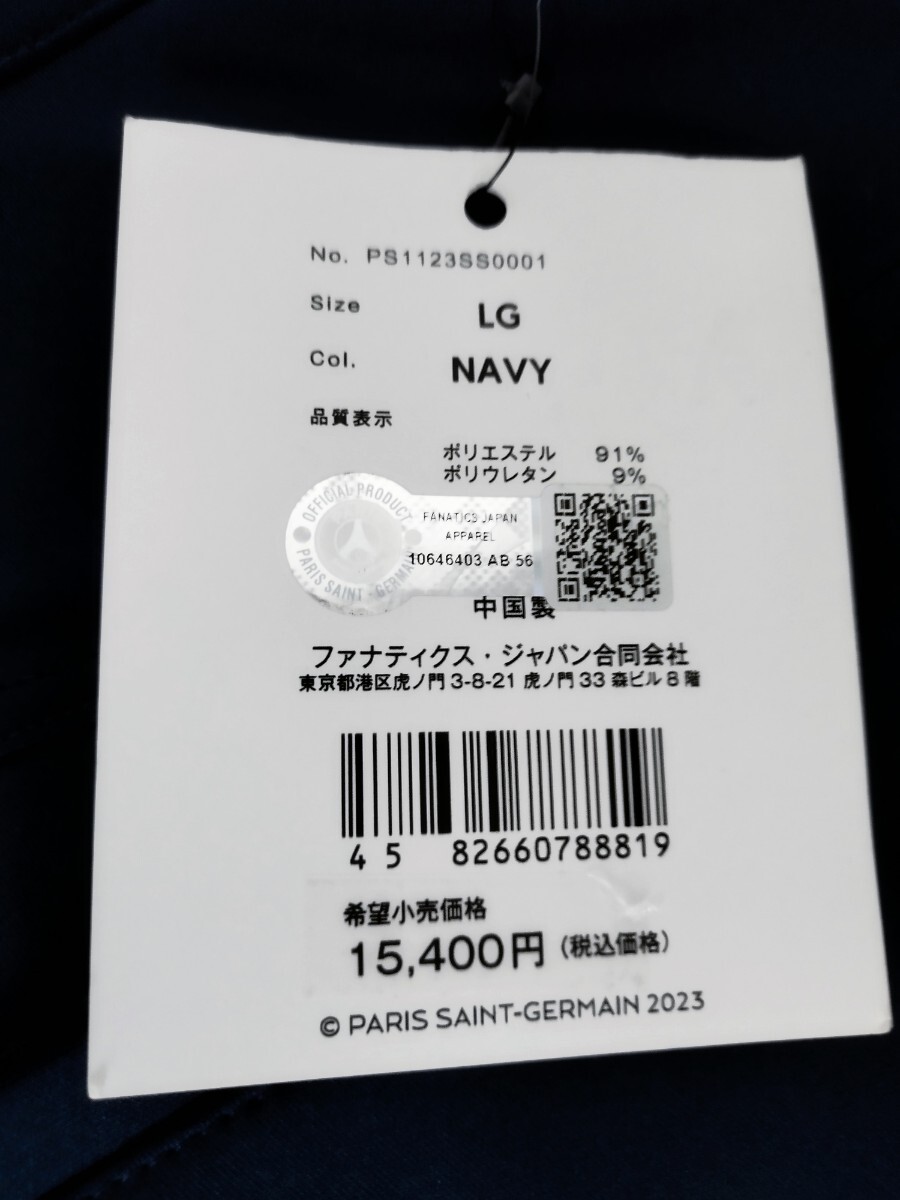 No. PS1123SS0001
Size LG
Col. NAVY
品質表示
ポリエステル 91%
ポリウレタン 9%
OFFICIAL PRODUCT
PARIS SAINT-GERMAIN
FANATICS JAPAN
APPAREL
10646403 AB 56
中国製
ファナティクス・ジャパン合同会社
東京都港区虎ノ門 3-8-21 虎ノ門 33 森ビル 8 階
45 82660788819
希望小売価格
15,400円 (税込価格)
© PARIS SAINT-GERMAIN 2023